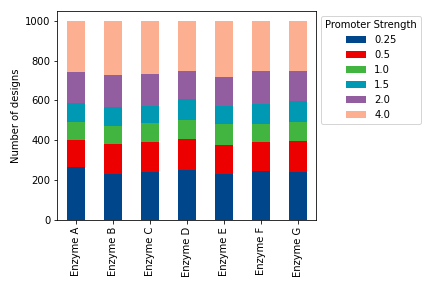 Number of designs
1000
800
600
400
200
0
Enzyme A
Enzyme B
Enzyme C
Enzyme D
Enzyme E
Enzyme F
Enzyme G
Promoter Strength
0.25
0.5
1.0
1.5
2.0
4.0